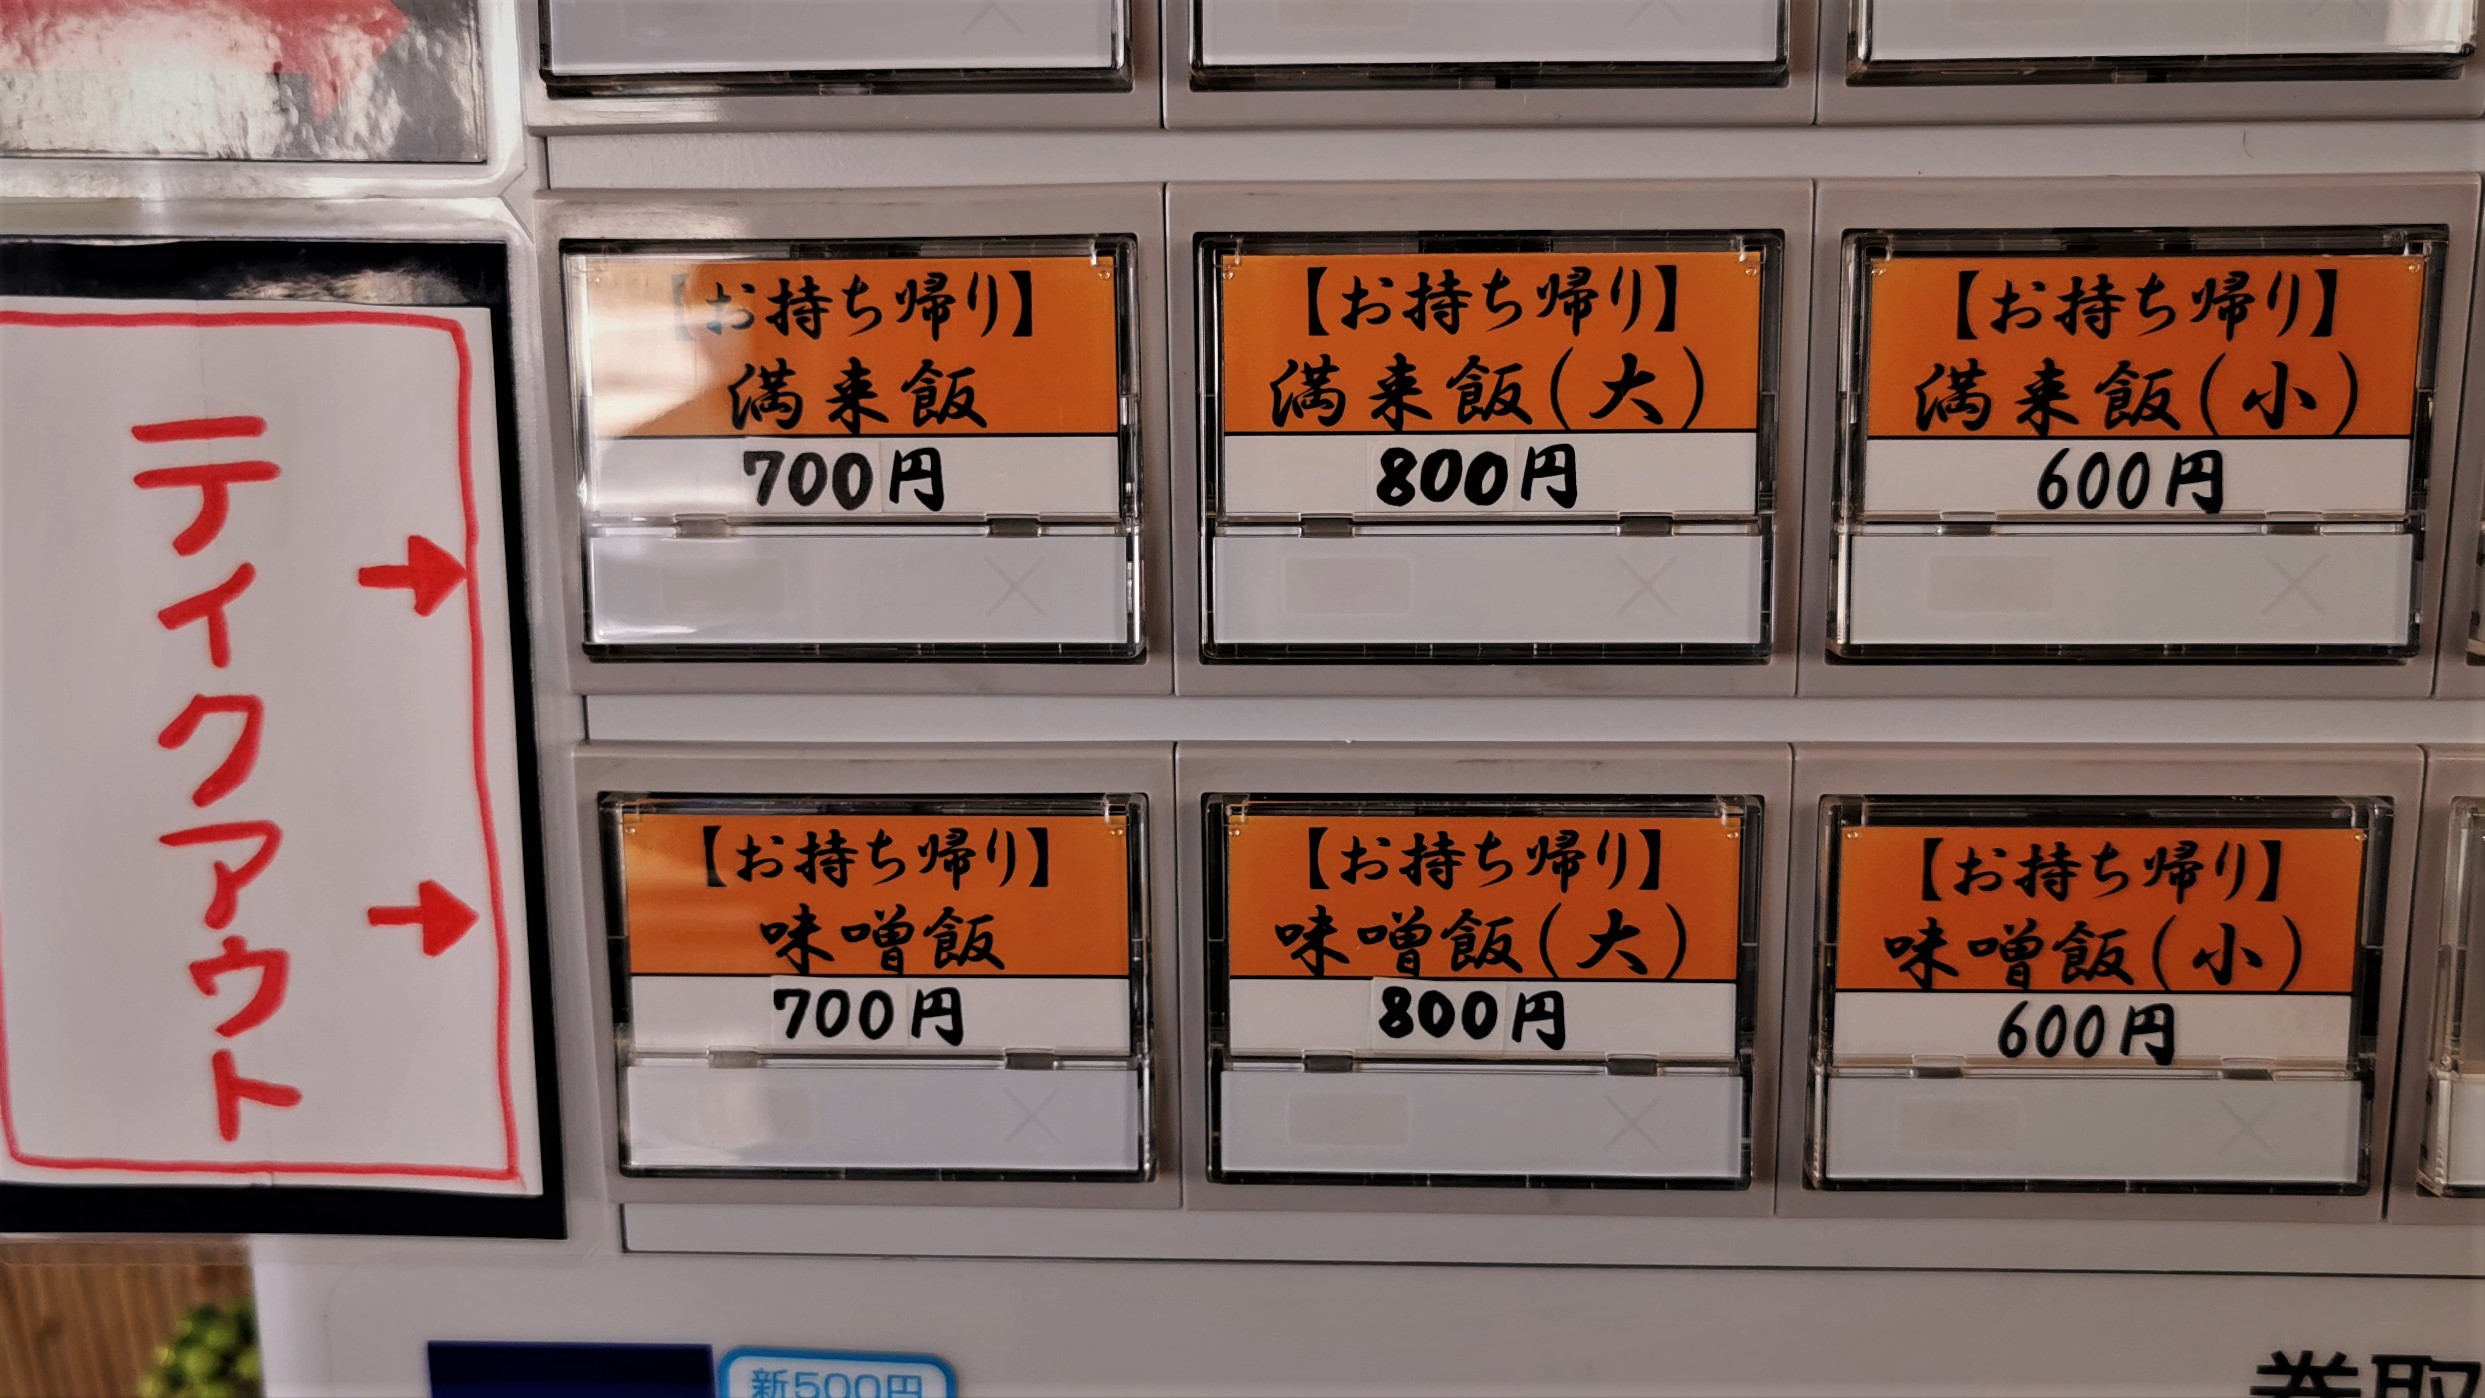 ティクアウト
【お持ち帰り】
満来飯
700円
【お持ち帰り】
満来飯(大)
800円
【お持ち帰り】
満来飯(小)
600円
【お持ち帰り】
味噌飯
700円
【お持ち帰り】
味噌飯(大)
800円
【お持ち帰り】
味噌飯(小)
600円
新500円